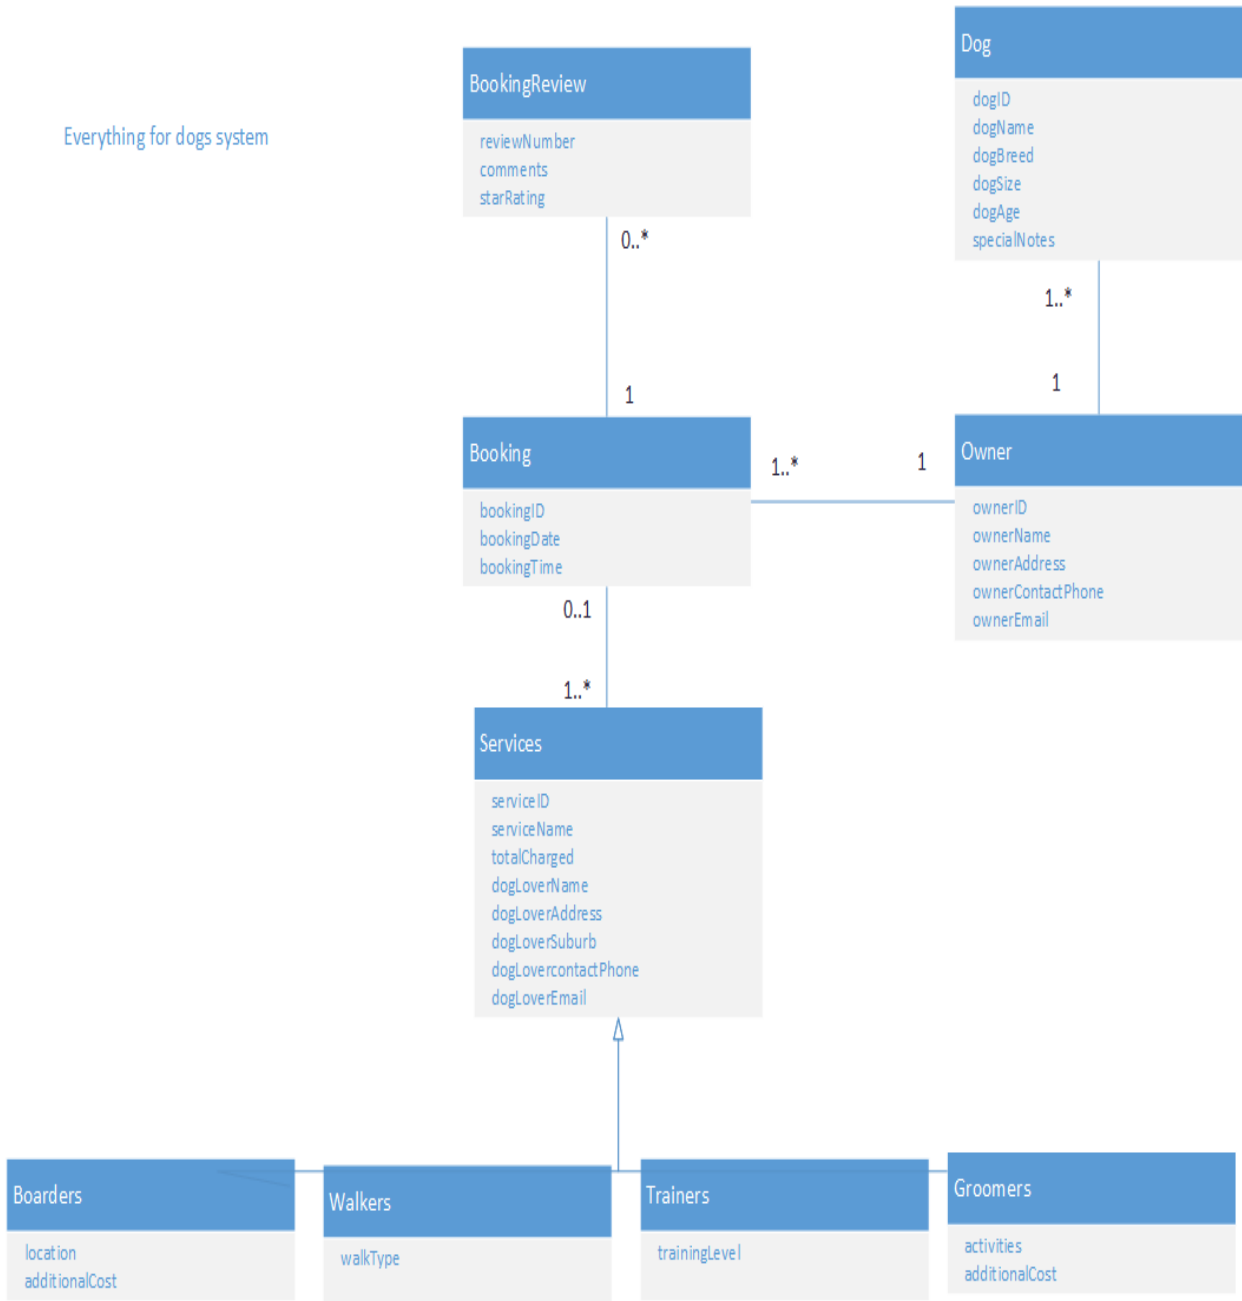 Everything for dogs system
BookingReview
reviewNumber
comments
starRating
0..*
1
Dog
dogID
dogName
dogBreed
dogSize
dogAge
specialNotes
1..*
1
Booking
bookingID
bookingDate
bookingTime
1..*
1
Owner
ownerID
ownerName
ownerAddress
ownerContactPhone
ownerEmail
0..1
1..*
Services
serviceID
serviceName
totalCharged
dogLoverName
dogLoverAddress
dogLoverSuburb
dogLovercontactPhone
dogLoverEmail
Boarders
location
additionalCost
Walkers
walkType
Trainers
trainingLevel
Groomers
activities
additionalCost